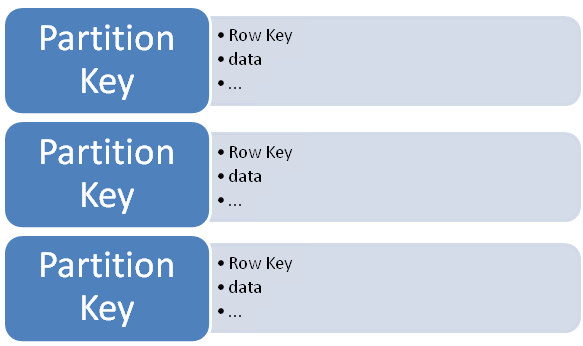 Partition
Key
• Row Key
• data
• ...
Partition
Key
• Row Key
• data
• ...
Partition
Key
• Row Key
• data
• ...